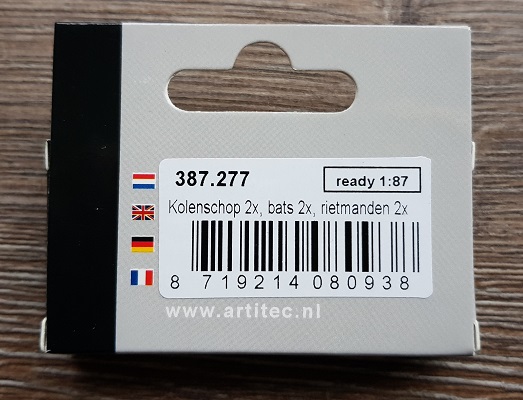 387.277
ready 1:87
Kolenschop 2x, bats 2x, rietmanden 2x
8 719214 080938
www.artitec.nl